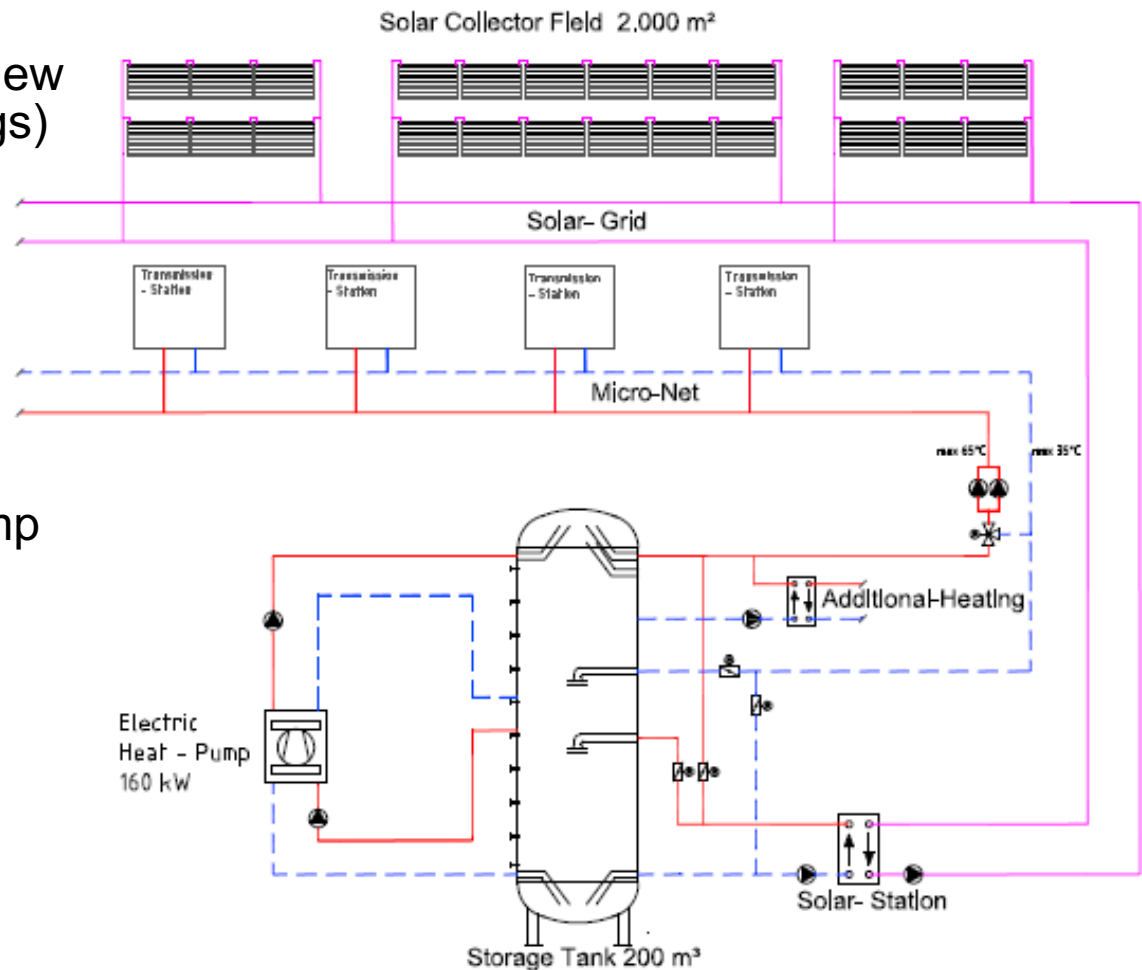 Solar Collector Field 2,000 m²
ew
gs)
Solar- Grid
Transmission
- Station
Transmission
- Station
Transmission
- Station
Transmission
- Station
Micro-Net
max 65°C
max 35°C
mp
Additional-Heating
Electric
Heat - Pump
160 kW
Solar- Station
Storage Tank 200 m³